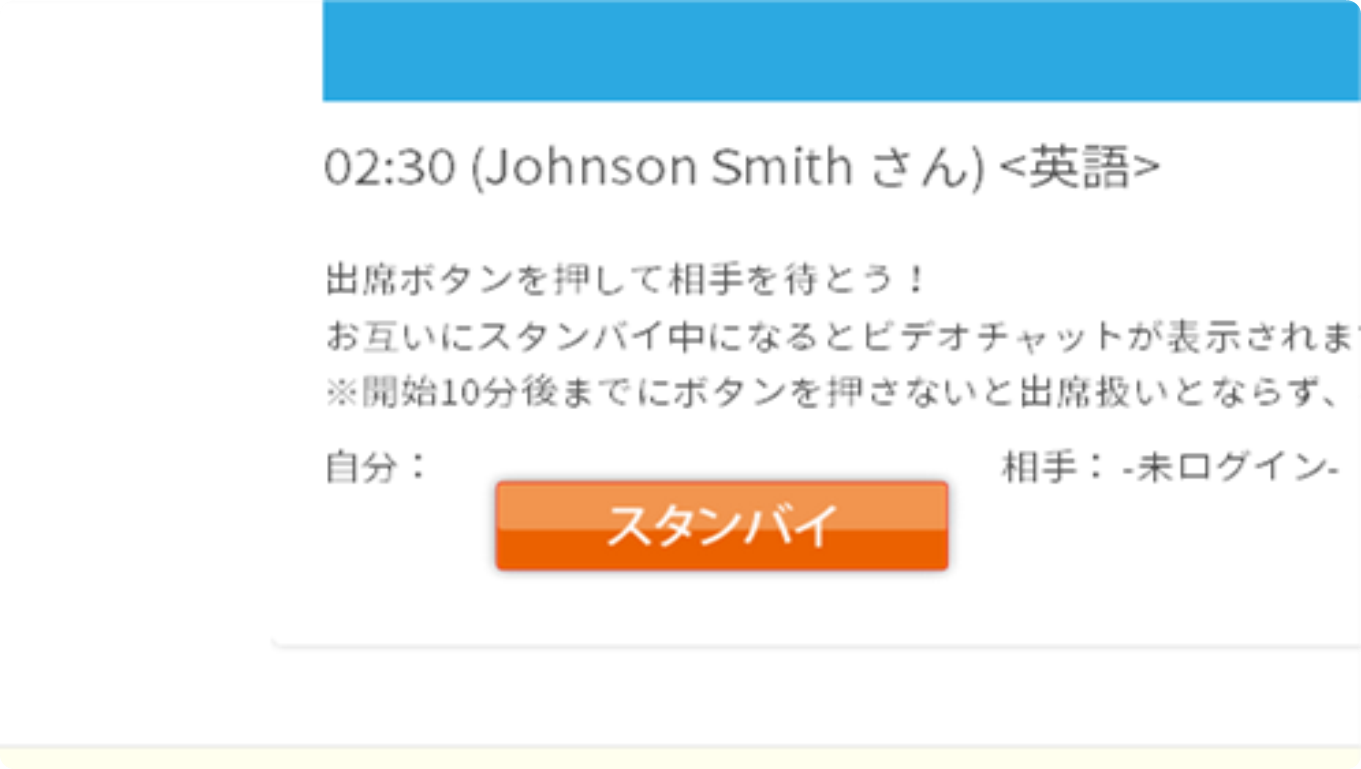 02:30 (Johnson Smith さん) <英語>
出席ボタンを押して相手を待とう！
お互いにスタンバイ中になるとビデオチャットが表示されま
※開始10分後までにボタンを押さないと出席扱いとならず、
自分： 相手： -未ログイン-
スタンバイ